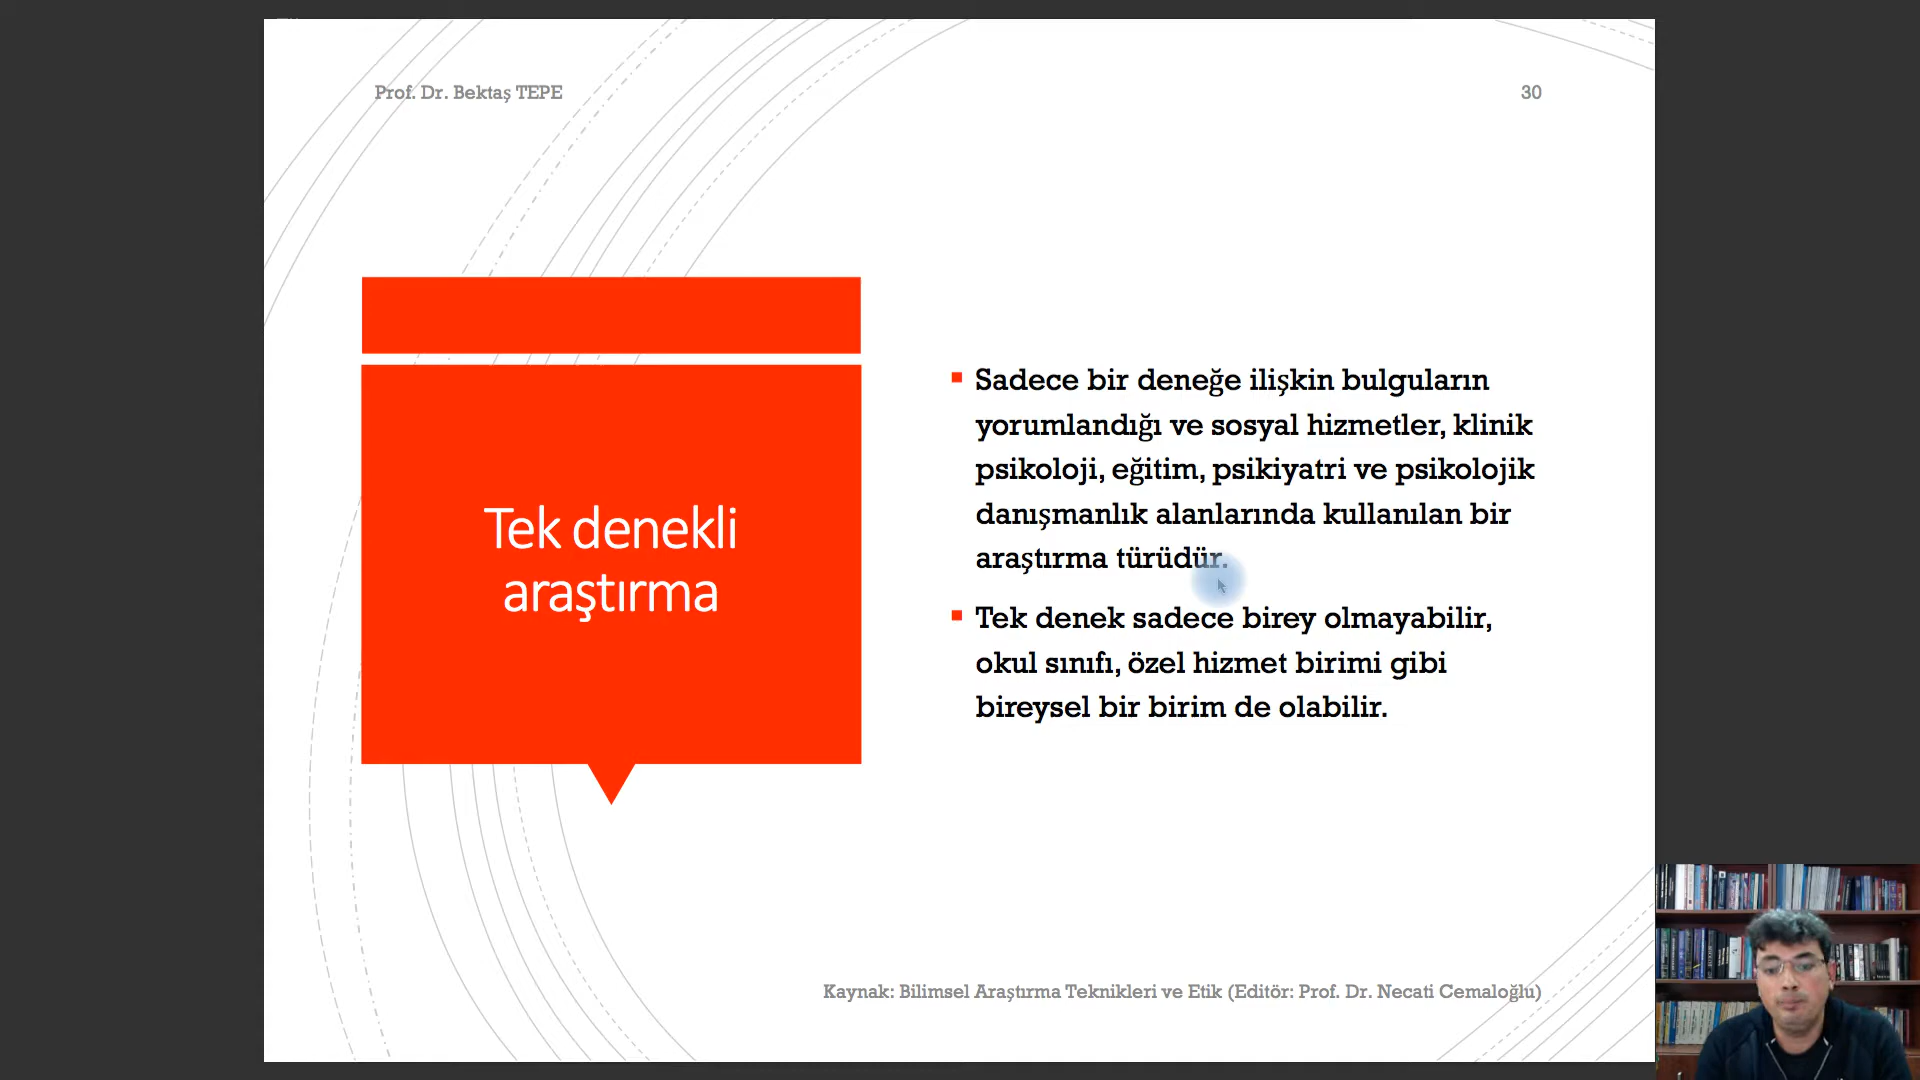 Prof. Dr. Bektaş TEPE
30
Tek denekli
araştırma
Sadece bir deneğe ilişkin bulguların
yorumlandığı ve sosyal hizmetler, klinik
psikoloji, eğitim, psikiyatri ve psikolojik
danışmanlık alanlarında kullanılan bir
araştırma türüdür.
Tek denek sadece birey olmayabilir,
okul sınıfı, özel hizmet birimi gibi
bireysel bir birim de olabilir.
Kaynak: Bilimsel Araştırma Teknikleri ve Etik (Editör: Prof. Dr. Necati Cemaloğlu)